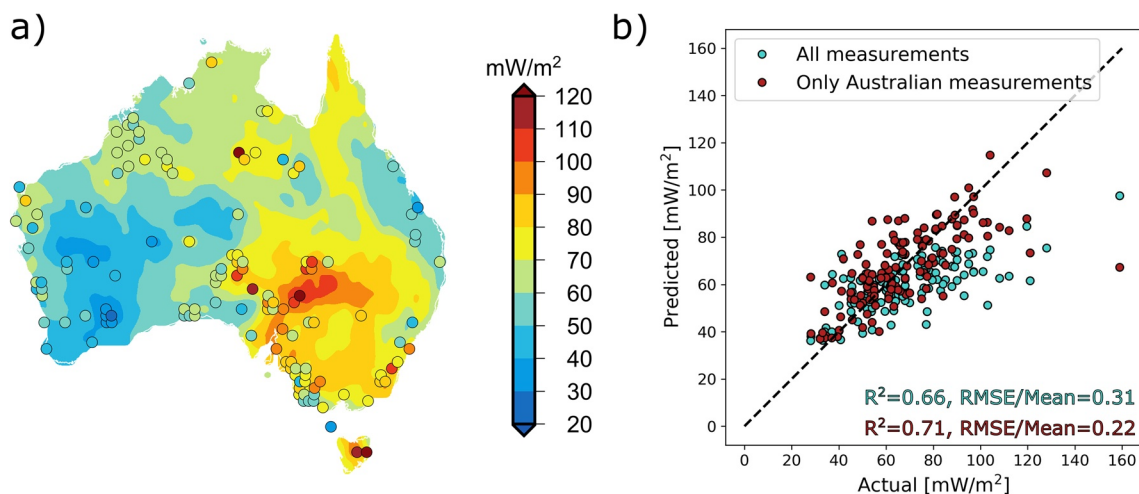 a)
mW/m²
120
110
100
90
80
70
60
50
40
30
20
b)
All measurements
Only Australian measurements
Predicted [mW/m²]
160
140
120
100
80
60
40
20
0
R²=0.66, RMSE/Mean=0.31
R²=0.71, RMSE/Mean=0.22
0 20 40 60 80 100 120 140 160
Actual [mW/m²]